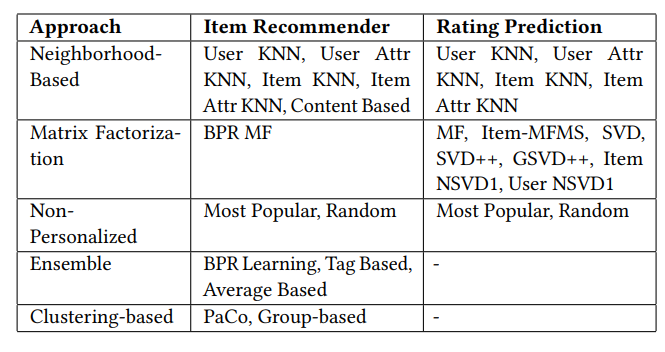 Approach Item Recommender Rating Prediction
Neighborhood- User KNN, User Attr User KNN, User Attr
Based KNN, Item KNN, Item KNN, Item KNN, Item
Attr KNN, Content Based Attr KNN
Matrix Factoriza- BPR MF MF, Item-MFMS, SVD,
tion SVD++, GSVD++, Item
NSVD1, User NSVD1
Non- Most Popular, Random Most Popular, Random
Personalized
Ensemble BPR Learning, Tag Based, -
Average Based
Clustering-based PaCo, Group-based -